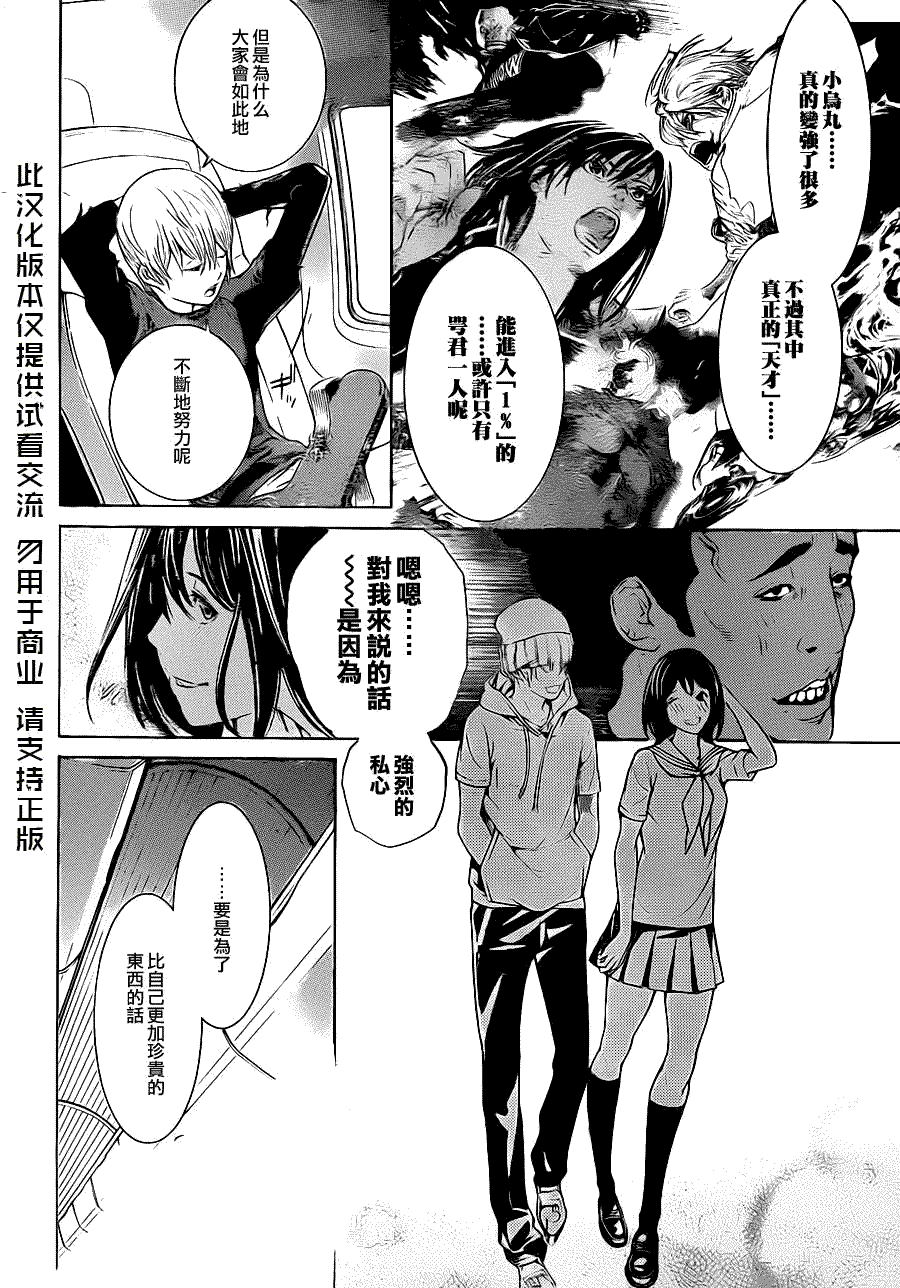 小烏丸……
真的變強了很多
不過其中
真正的「天才」……
能進入「1%」的
……或許只有
咢君一人呢
但是為什么
大家會如此地
不斷地努力呢
嗯嗯……
對我來説的話
～～是因為
強烈的
私心
……要是為了
比自己更加珍貴的
東西的話
此汉化版本仅提供试看交流 勿用于商业 请支持正版